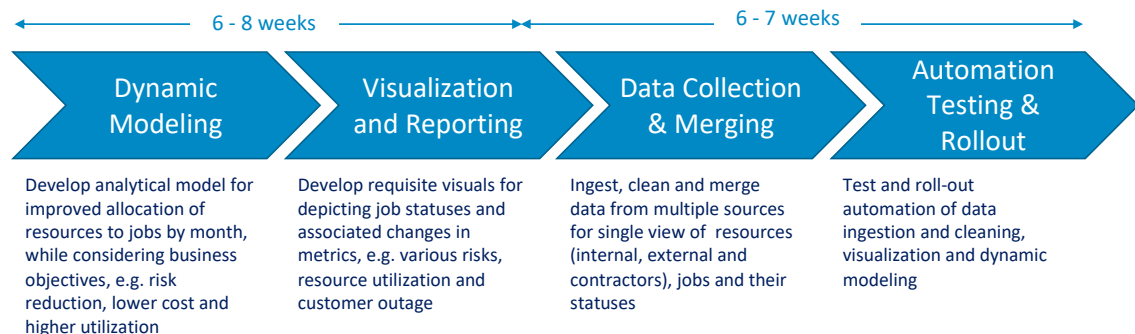 6 - 8 weeks
6 - 7 weeks
Dynamic
Modeling
Visualization
and Reporting
Data Collection
& Merging
Automation
Testing &
Rollout
Develop analytical model for
improved allocation of
resources to jobs by month,
while considering business
objectives, e.g. risk
reduction, lower cost and
higher utilization
Develop requisite visuals for
depicting job statuses and
associated changes in
metrics, e.g. various risks,
resource utilization and
customer outage
Ingest, clean and merge
data from multiple sources
for single view of resources
(internal, external and
contractors), jobs and their
statuses
Test and roll-out
automation of data
ingestion and cleaning,
visualization and dynamic
modeling